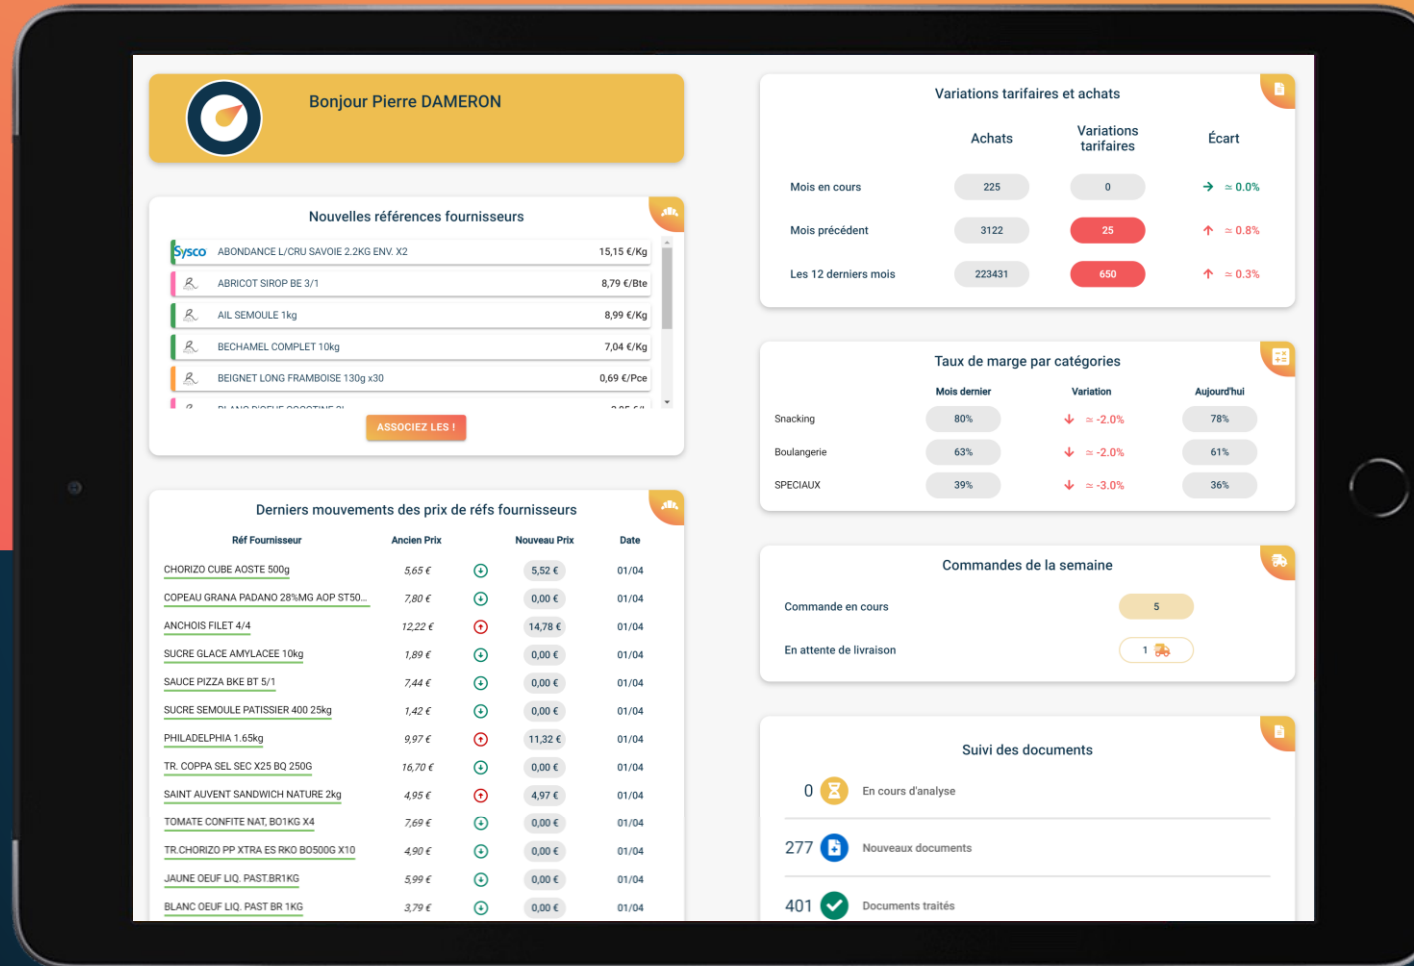 Bonjour Pierre DAMERON
Nouvelles références fournisseurs
Sysco ABONDANCE L/CRU SAVOIE 2.2KG ENV. X2 15,15 €/Kg
ABRICOT SIROP BE 3/1 8,79 €/Bte
AIL SEMOULE 1kg 8,99 €/Kg
BECHAMEL COMPLET 10kg 7,04 €/Kg
BEIGNET LONG FRAMBOISE 130g x30 0,69 €/Pce
ASSOCIEZ LES !
Derniers mouvements des prix de réfs fournisseurs
Réf Fournisseur Ancien Prix Nouveau Prix Date
CHORIZO CUBE AOSTE 500g 5,65 € 5,52 € 01/04
COPEAU GRANA PADANO 28%MG AOP ST50... 7,80 € 0,00 € 01/04
ANCHOIS FILET 4/4 12,22 € 14,78 € 01/04
SUCRE GLACE AMYLACEE 10kg 1,89 € 0,00 € 01/04
SAUCE PIZZA BKE BT 5/1 7,44 € 0,00 € 01/04
SUCRE SEMOULE PATISSIER 400 25kg 1,42 € 0,00 € 01/04
PHILADELPHIA 1.65kg 9,97 € 11,32 € 01/04
TR. COPPA SEL SEC X25 BQ 250G 16,70 € 0,00 € 01/04
SAINT AUVENT SANDWICH NATURE 2kg 4,95 € 4,97 € 01/04
TOMATE CONFITE NAT, BO1KG X4 7,69 € 0,00 € 01/04
TR.CHORIZO PP XTRA ES RKO BO500G X10 4,90 € 0,00 € 01/04
JAUNE OEUF LIQ. PAST.BR1KG 5,99 € 0,00 € 01/04
BLANC OEUF LIQ. PAST BR 1KG 3,79 € 0,00 € 01/04
Variations tarifaires et achats
Achats Variations tarifaires Écart
Mois en cours 225 0 ≃ 0.0%
Mois précédent 3122 25 ≃ 0.8%
Les 12 derniers mois 223431 650 ≃ 0.3%
Taux de marge par catégories
Mois dernier Variation Aujourd'hui
Snacking 80% ≃ -2.0% 78%
Boulangerie 63% ≃ -2.0% 61%
SPECIAUX 39% ≃ -3.0% 36%
Commandes de la semaine
Commande en cours 5
En attente de livraison 1
Suivi des documents
0 En cours d'analyse
277 Nouveaux documents
401 Documents traités